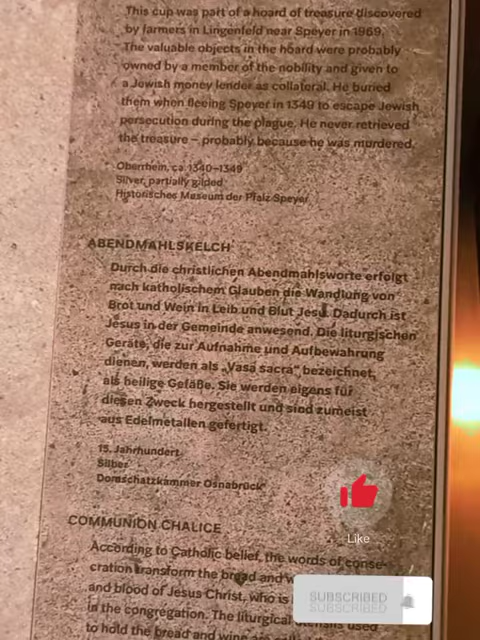 This cup was part of a hoard of treasure discovered
by farmers in Lingenfeld near Speyer in 1969.
The valuable objects in the hoard were probably
owned by a member of the nobility and given to
a Jewish money lender as collateral. He buried
them when fleeing Speyer in 1349 to escape Jewish
persecution during the plague. He never retrieved
the treasure – probably because he was murdered.
Oberrhein, ca. 1340–1349
Silver, partially gilded
Historisches Museum der Pfalz Speyer
ABENDMAHLSKELCH
Durch die christlichen Abendmahlsworte erfolgt
nach katholischem Glauben die Wandlung von
Brot und Wein in Leib und Blut Jesu. Dadurch ist
Jesus in der Gemeinde anwesend. Die liturgischen
Geräte, die zur Aufnahme und Aufbewahrung
dienen, werden als „Vasa sacra“ bezeichnet,
als heilige Gefäße. Sie werden eigens für
diesen Zweck hergestellt und sind zumeist
aus Edelmetallen gefertigt.
15. Jahrhundert
Silber
Domschatzkammer Osnabrück
COMMUNION CHALICE
According to Catholic belief, the words of conse-
cration transform the bread and
and blood of Jesus Christ, who is
in the congregation. The liturgical utensils used
to hold the bread and wine are
Like
SUBSCRIBED
SUBSCRIBED